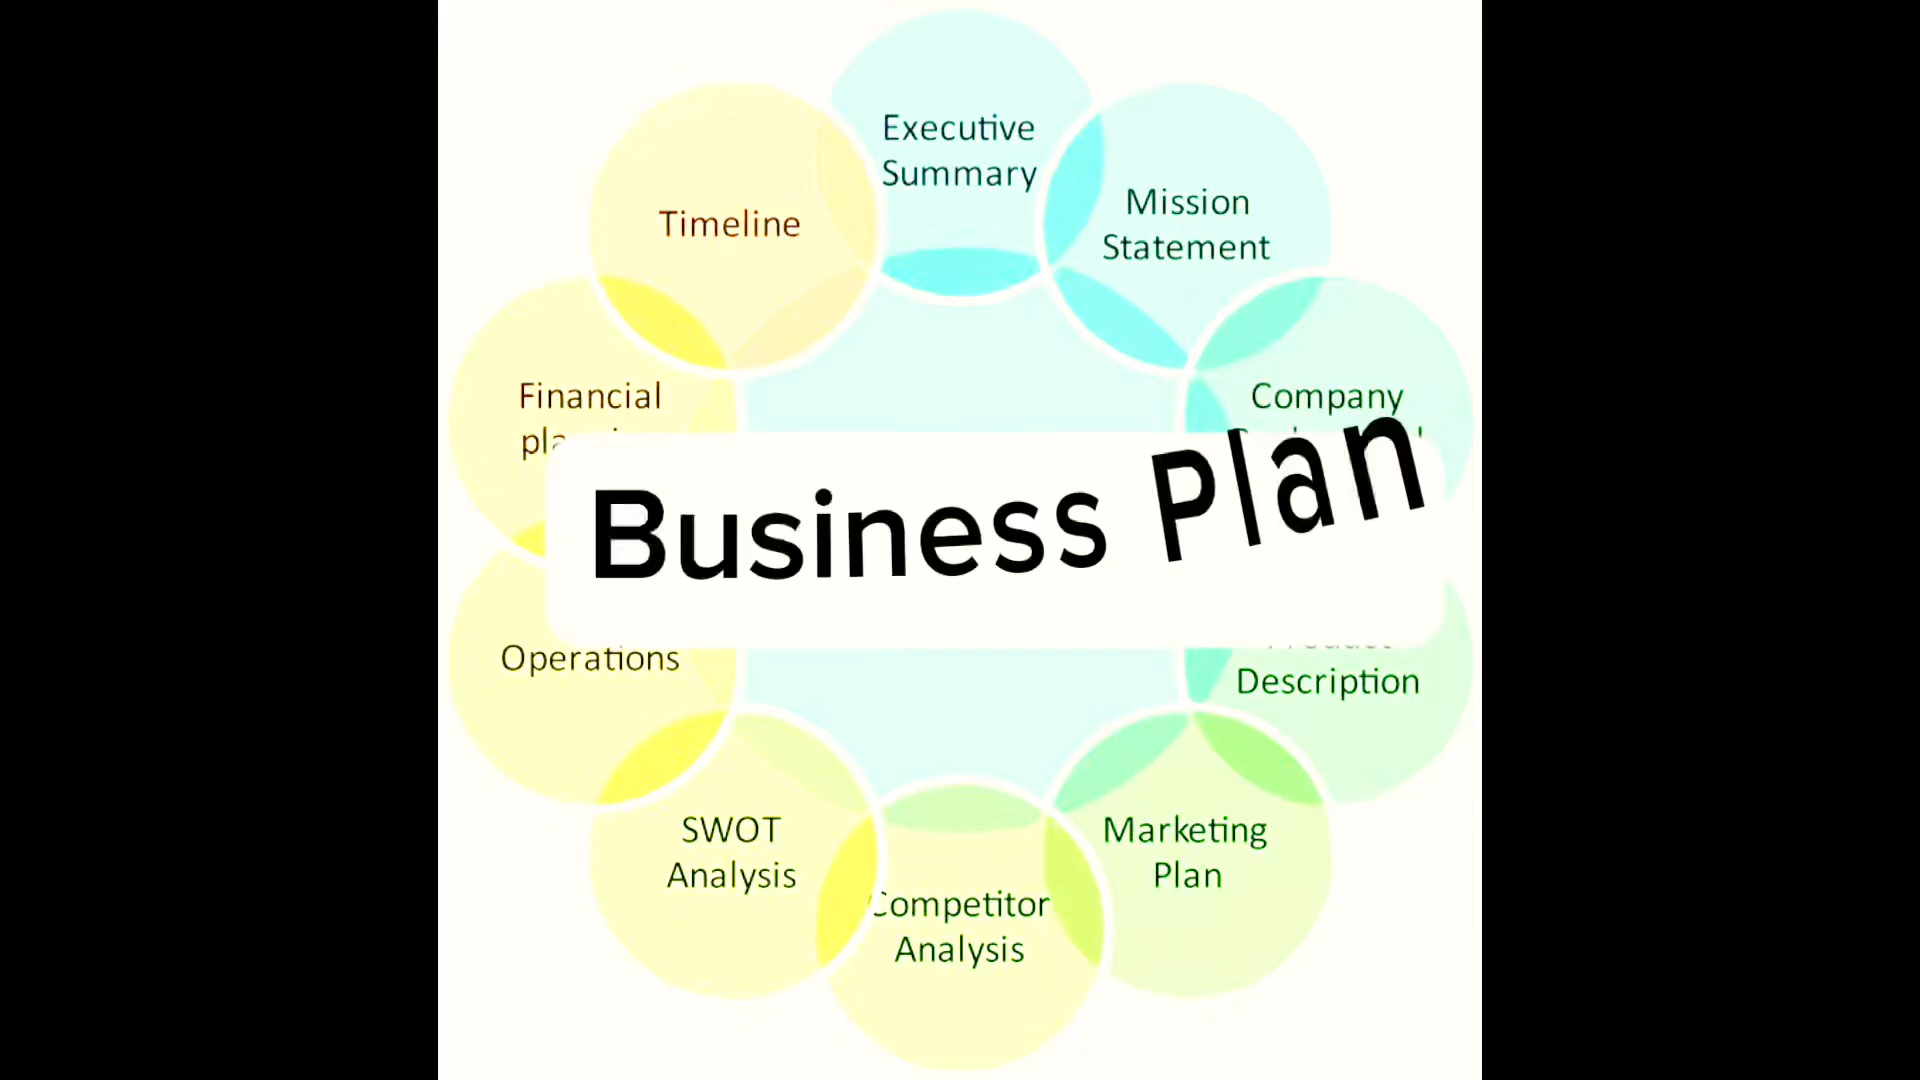 Executive
Summary
Mission
Statement
Timeline
Financial
Company
Business Plan
Operations
Description
SWOT
Analysis
Marketing
Plan
Competitor
Analysis